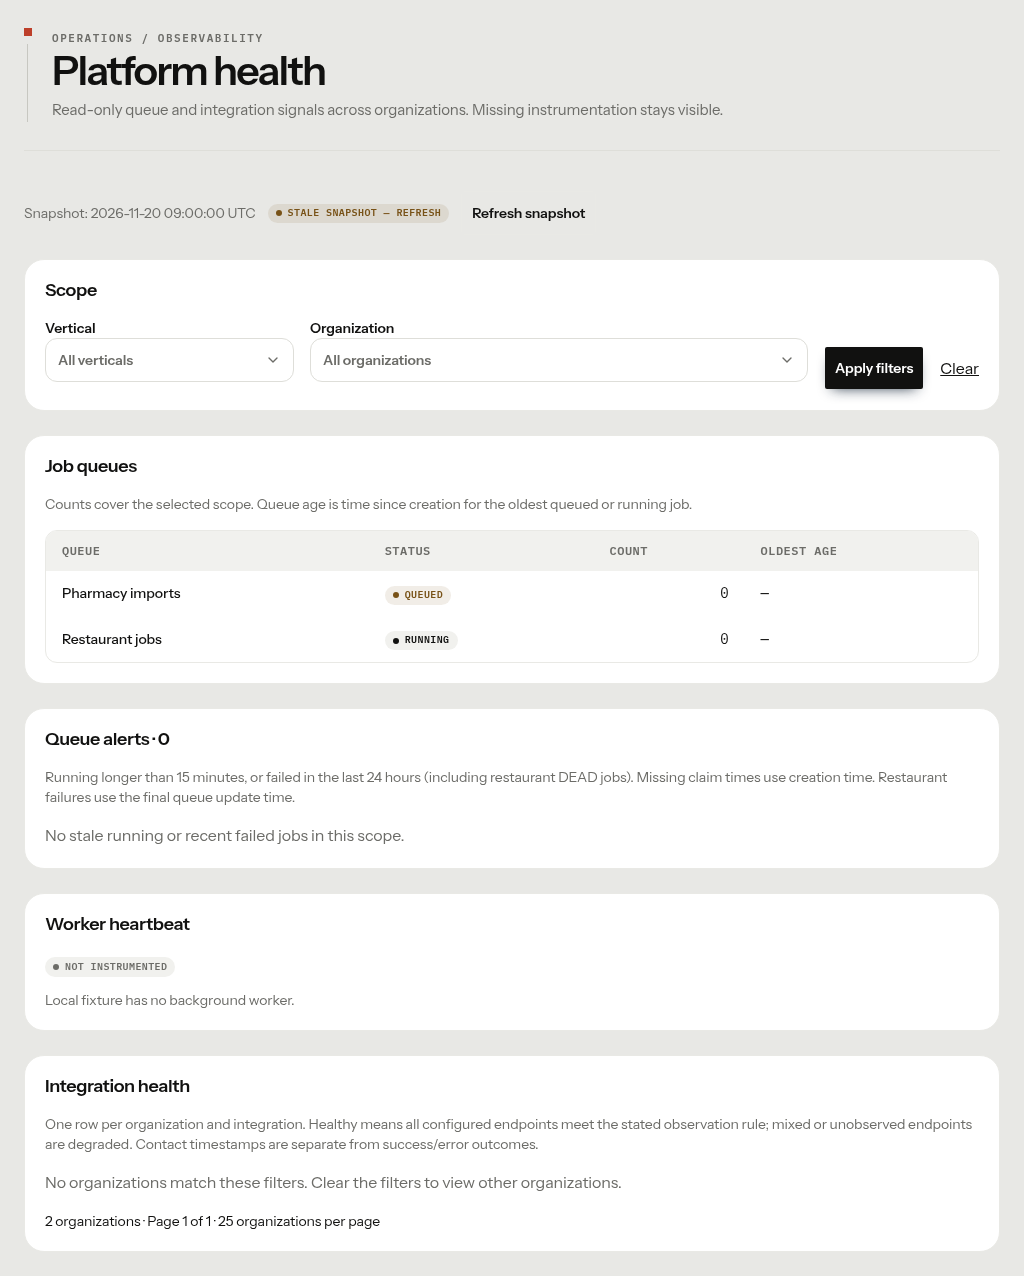 OPERATIONS / OBSERVABILITY
Platform health
Read-only queue and integration signals across organizations. Missing instrumentation stays visible.
Snapshot: 2026-11-20 09:00:00 UTC STALE SNAPSHOT — REFRESH Refresh snapshot
Scope
Vertical Organization
All verticals All organizations Apply filters Clear
Job queues
Counts cover the selected scope. Queue age is time since creation for the oldest queued or running job.
QUEUE STATUS COUNT OLDEST AGE
Pharmacy imports QUEUED 0 —
Restaurant jobs RUNNING 0 —
Queue alerts · 0
Running longer than 15 minutes, or failed in the last 24 hours (including restaurant DEAD jobs). Missing claim times use creation time. Restaurant
failures use the final queue update time.
No stale running or recent failed jobs in this scope.
Worker heartbeat
NOT INSTRUMENTED
Local fixture has no background worker.
Integration health
One row per organization and integration. Healthy means all configured endpoints meet the stated observation rule; mixed or unobserved endpoints
are degraded. Contact timestamps are separate from success/error outcomes.
No organizations match these filters. Clear the filters to view other organizations.
2 organizations · Page 1 of 1 · 25 organizations per page